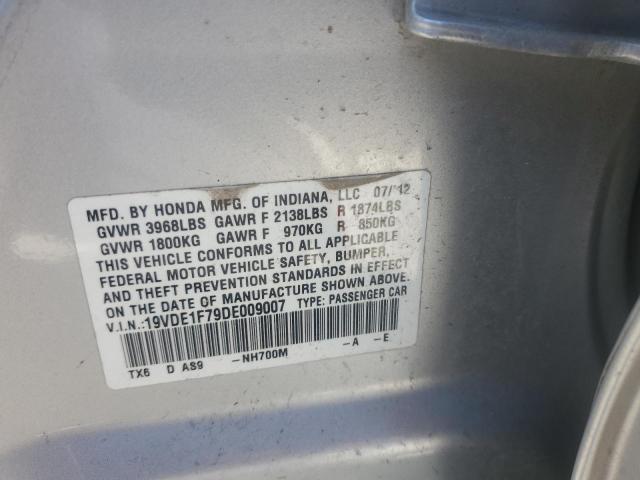 MFD. BY HONDA MFG. OF INDIANA, LLC 07/12
GVWR 3968LBS GAWR F 2138LBS R 1874LBS
GVWR 1800KG GAWR F 970KG R 850KG
THIS VEHICLE CONFORMS TO ALL APPLICABLE
FEDERAL MOTOR VEHICLE SAFETY, BUMPER,
AND THEFT PREVENTION STANDARDS IN EFFECT
ON THE DATE OF MANUFACTURE SHOWN ABOVE.
V.I.N.:19VDE1F79DE009007 TYPE: PASSENGER CAR
TX6 D AS9 -NH700M -A -E